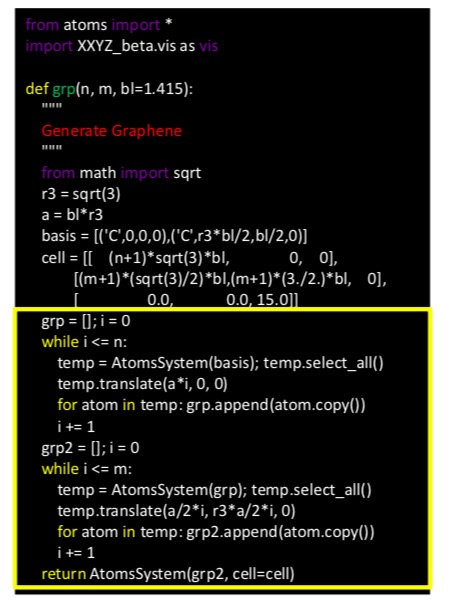 from atoms import *
import XXYZ_beta.vis as vis
def grp(n, m, bl=1.415):
"""
Generate Graphene
"""
from math import sqrt
r3 = sqrt(3)
a = bl*r3
basis = [('C',0,0,0),('C',r3*bl/2,bl/2,0)]
cell = [[ (n+1)*sqrt(3)*bl, 0, 0],
[(m+1)*(sqrt(3)/2)*bl,(m+1)*(3./2.)*bl, 0],
[ 0.0, 0.0, 15.0]]
grp = []; i = 0
while i <= n:
temp = AtomsSystem(basis); temp.select_all()
temp.translate(a*i, 0, 0)
for atom in temp: grp.append(atom.copy())
i += 1
grp2 = []; i = 0
while i <= m:
temp = AtomsSystem(grp); temp.select_all()
temp.translate(a/2*i, r3*a/2*i, 0)
for atom in temp: grp2.append(atom.copy())
i += 1
return AtomsSystem(grp2, cell=cell)